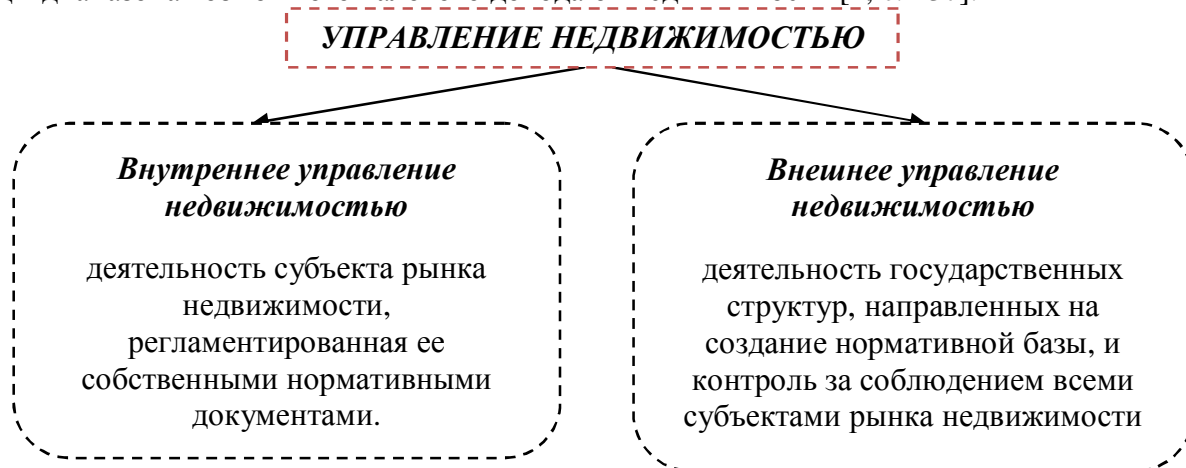 УПРАВЛЕНИЕ НЕДВИЖИМОСТЬЮ
Внутреннее управление
недвижимостью
деятельность субъекта рынка
недвижимости,
регламентированная ее
собственными нормативными
документами.
Внешнее управление
недвижимостью
деятельность государственных
структур, направленных на
создание нормативной базы, и
контроль за соблюдением всеми
субъектами рынка недвижимости